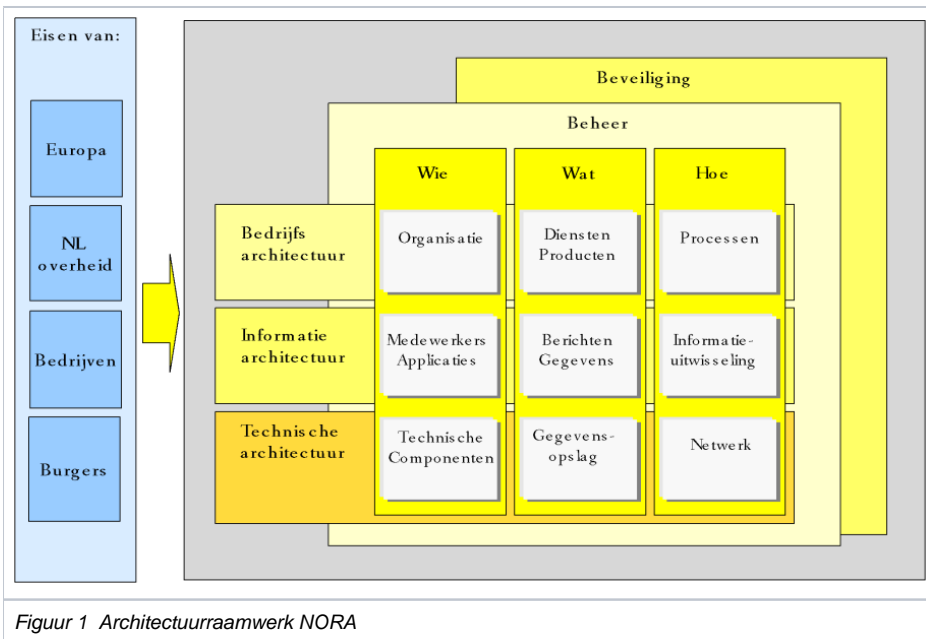 Eisen van:
Europa
NL
overheid
Bedrijven
Burgers
Beveiliging
Beheer
Wie
Wat
Hoe
Bedrijfs
architectuur
Organisatie
Diensten
Producten
Processen
Informatie
architectuur
Medewerkers
Applicaties
Berichten
Gegevens
Informatie-
uitwisseling
Technische
architectuur
Technische
Componenten
Gegevens-
opslag
Netwerk
Figuur 1 Architectuurraamwerk NORA